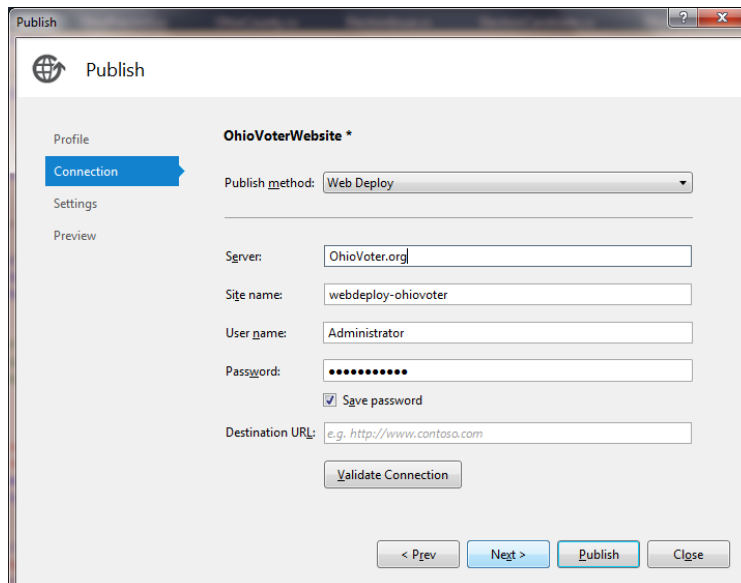 Publish
?
X
Publish
Profile
Connection
Settings
Preview
OhioVoterWebsite *
Publish method: Web Deploy
Server: OhioVoter.org
Site name: webdeploy-ohiovoter
User name: Administrator
Password: ●●●●●●●●●●●
Save password
Destination URL: e.g. http://www.contoso.com
Validate Connection
< Prev Next > Publish Close